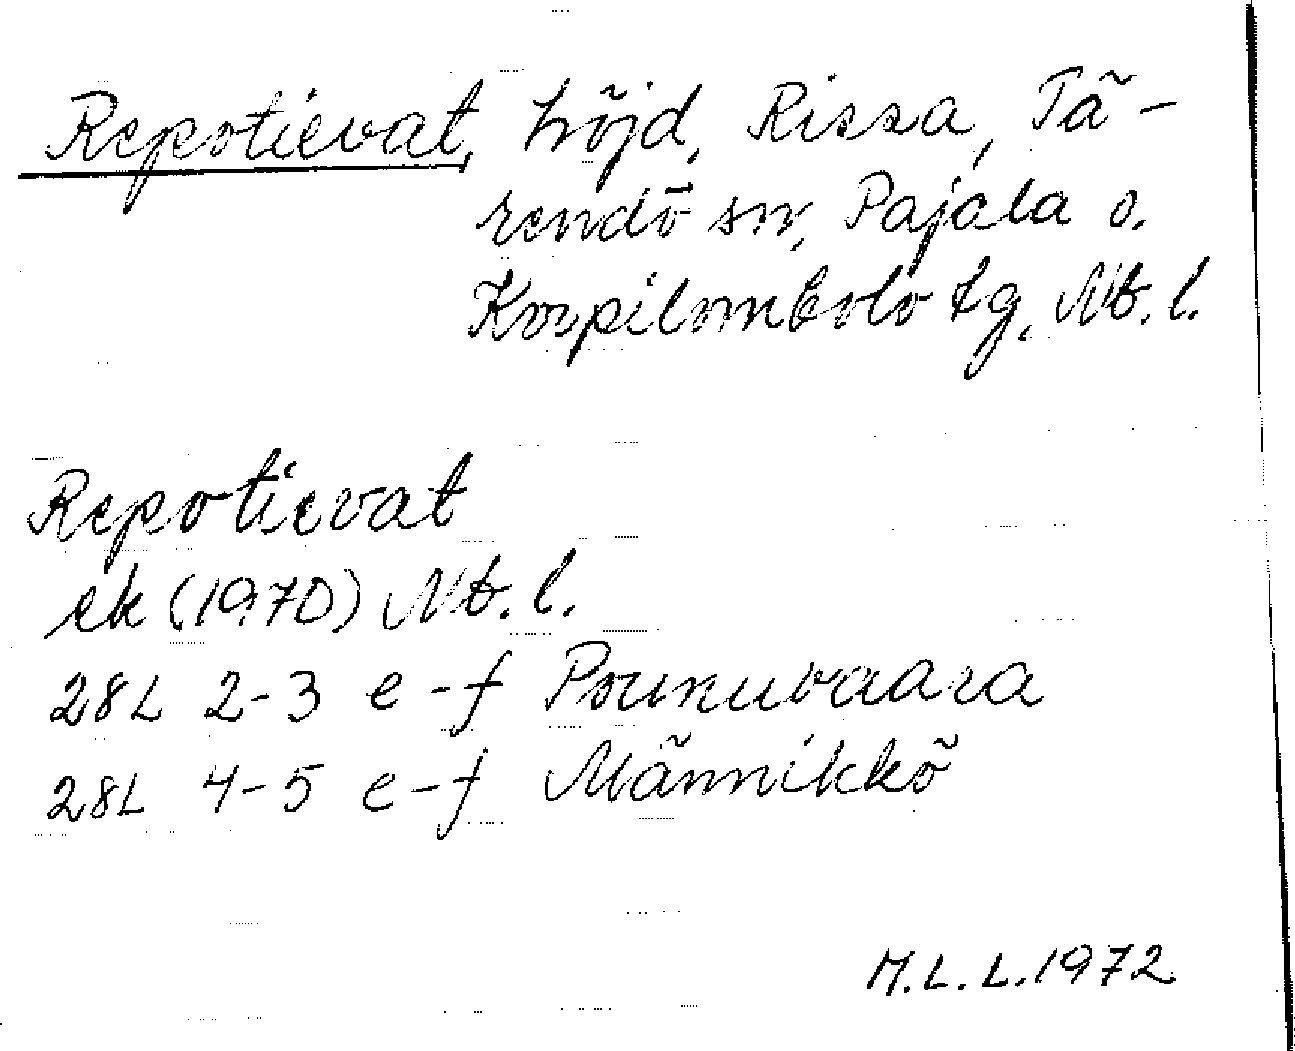 Repotievat, höjd, Rissa, Tä-
rendö sn, Pajala o.
Korpilombolo tg, Nb. l.
Repotievat
ek (1970) Nb. l.
28L 2-3 e-f Pounuvaara
28L 4-5 e-f Männikkö
M.L.L. 1972